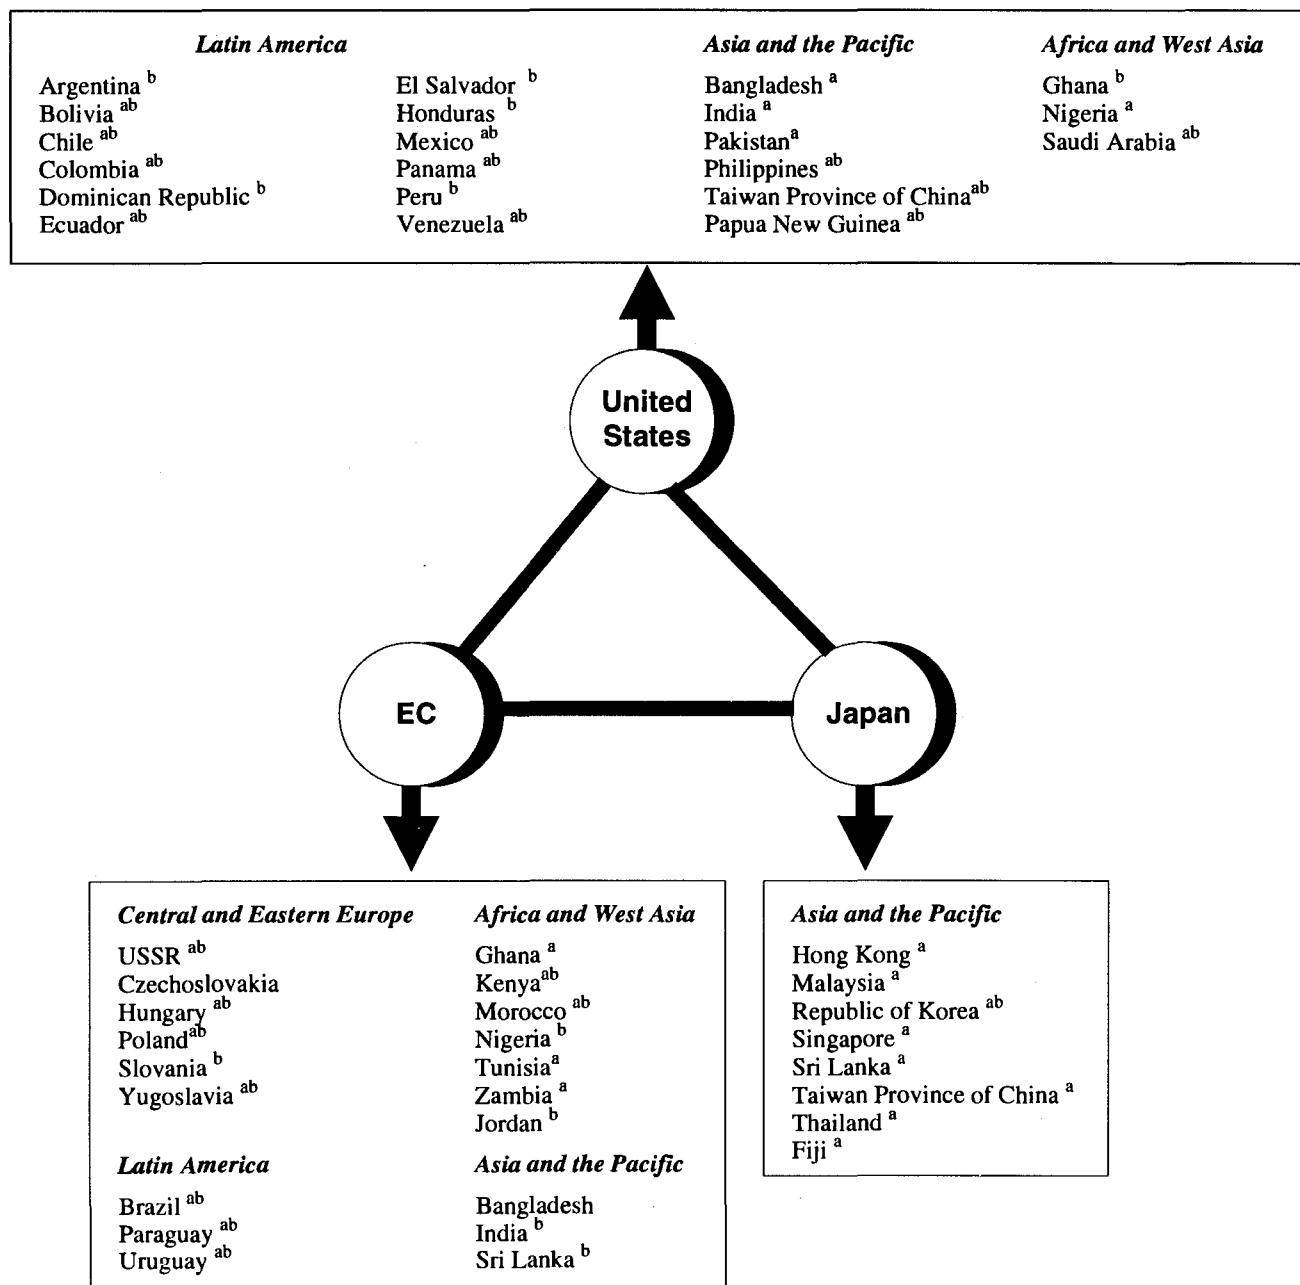 Latin America
Argentina b
Bolivia ab
Chile ab
Colombia ab
Dominican Republic b
Ecuador ab
El Salvador b
Honduras b
Mexico ab
Panama ab
Peru b
Venezuela ab
Asia and the Pacific
Bangladesh a
India a
Pakistan a
Philippines ab
Taiwan Province of China ab
Papua New Guinea ab
Africa and West Asia
Ghana b
Nigeria a
Saudi Arabia ab
United
States
EC
Japan
Central and Eastern Europe
USSR ab
Czechoslovakia
Hungary ab
Poland ab
Slovania b
Yugoslavia ab
Latin America
Brazil ab
Paraguay ab
Uruguay ab
Africa and West Asia
Ghana a
Kenya ab
Morocco ab
Nigeria b
Tunisia a
Zambia a
Jordan b
Asia and the Pacific
Bangladesh
India b
Sri Lanka b
Asia and the Pacific
Hong Kong a
Malaysia a
Republic of Korea ab
Singapore a
Sri Lanka a
Taiwan Province of China a
Thailand a
Fiji a